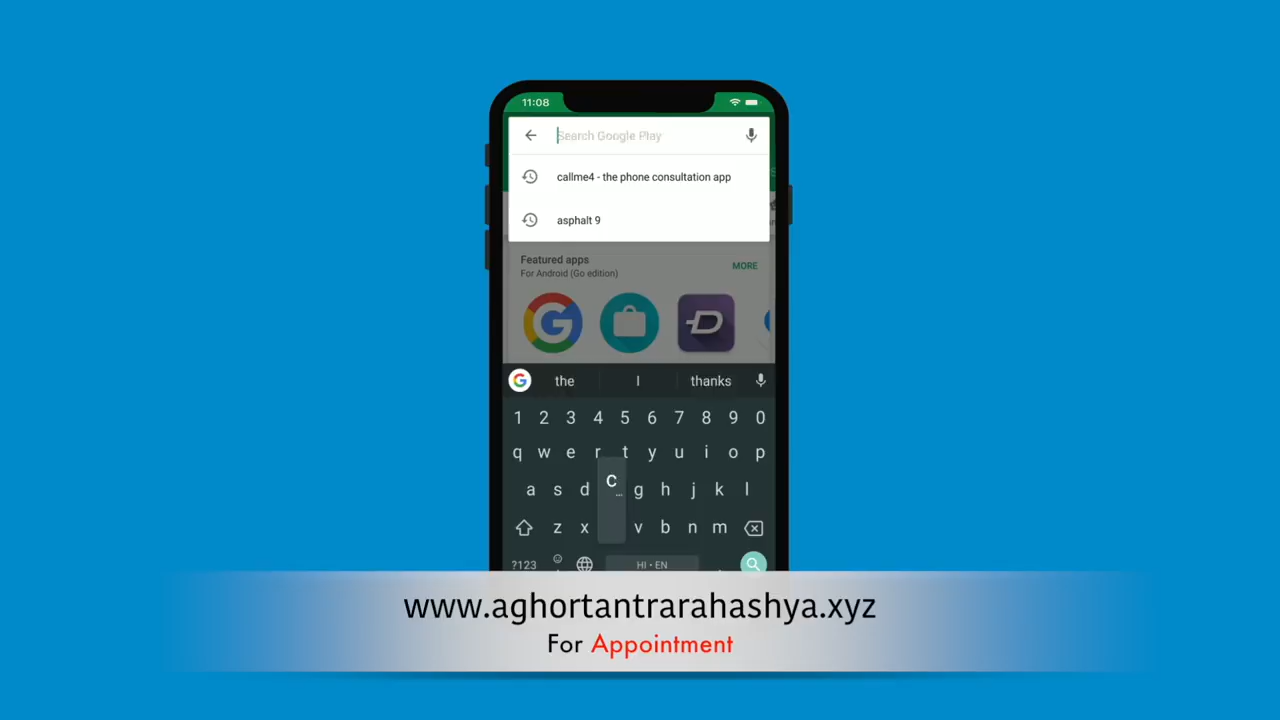 11:08
Search Google Play
callme4 - the phone consultation app
asphalt 9
Featured apps
For Android (Go edition)
MORE
the I thanks
1 2 3 4 5 6 7 8 9 0
q w e r t y u i o p
a s d g h j k l
c
z x v b n m
?123 HI • EN
www.aghortantrarahashya.xyz
For Appointment